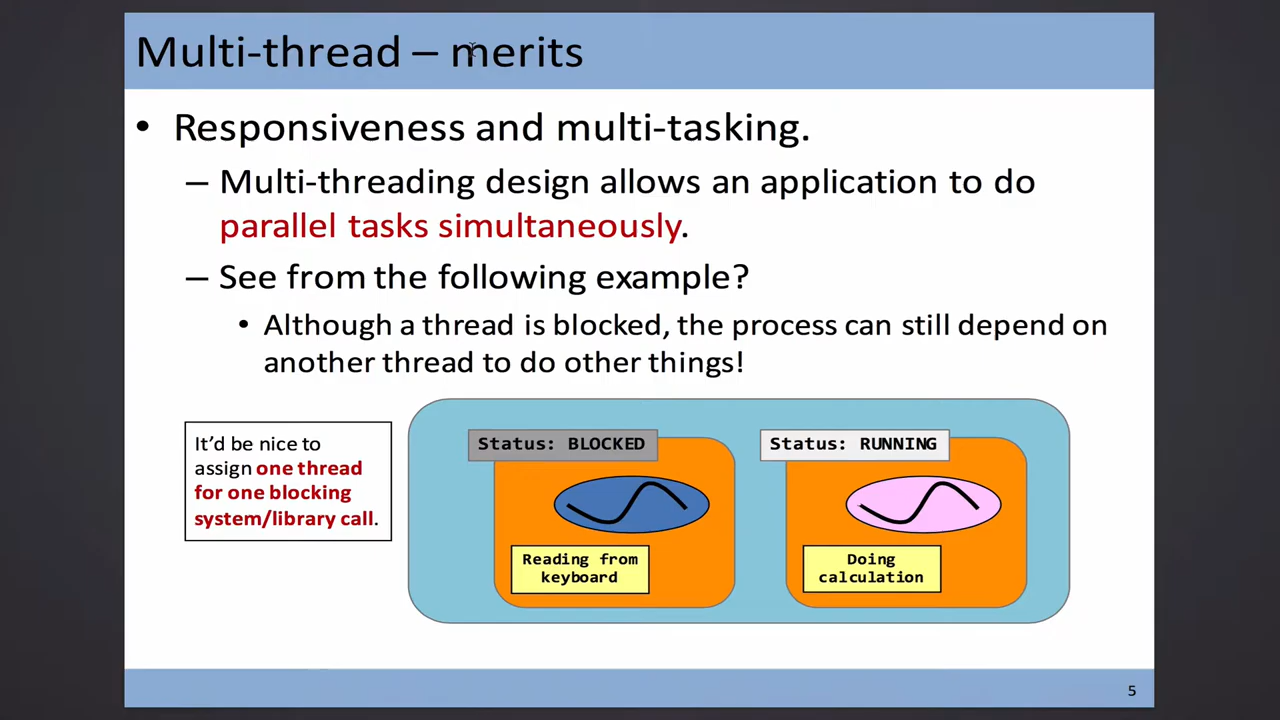 Multi-thread – merits
• Responsiveness and multi-tasking.
– Multi-threading design allows an application to do
parallel tasks simultaneously.
– See from the following example?
• Although a thread is blocked, the process can still depend on
another thread to do other things!
It’d be nice to
assign one thread
for one blocking
system/library call.
Status: BLOCKED
Reading from
keyboard
Status: RUNNING
Doing
calculation
5